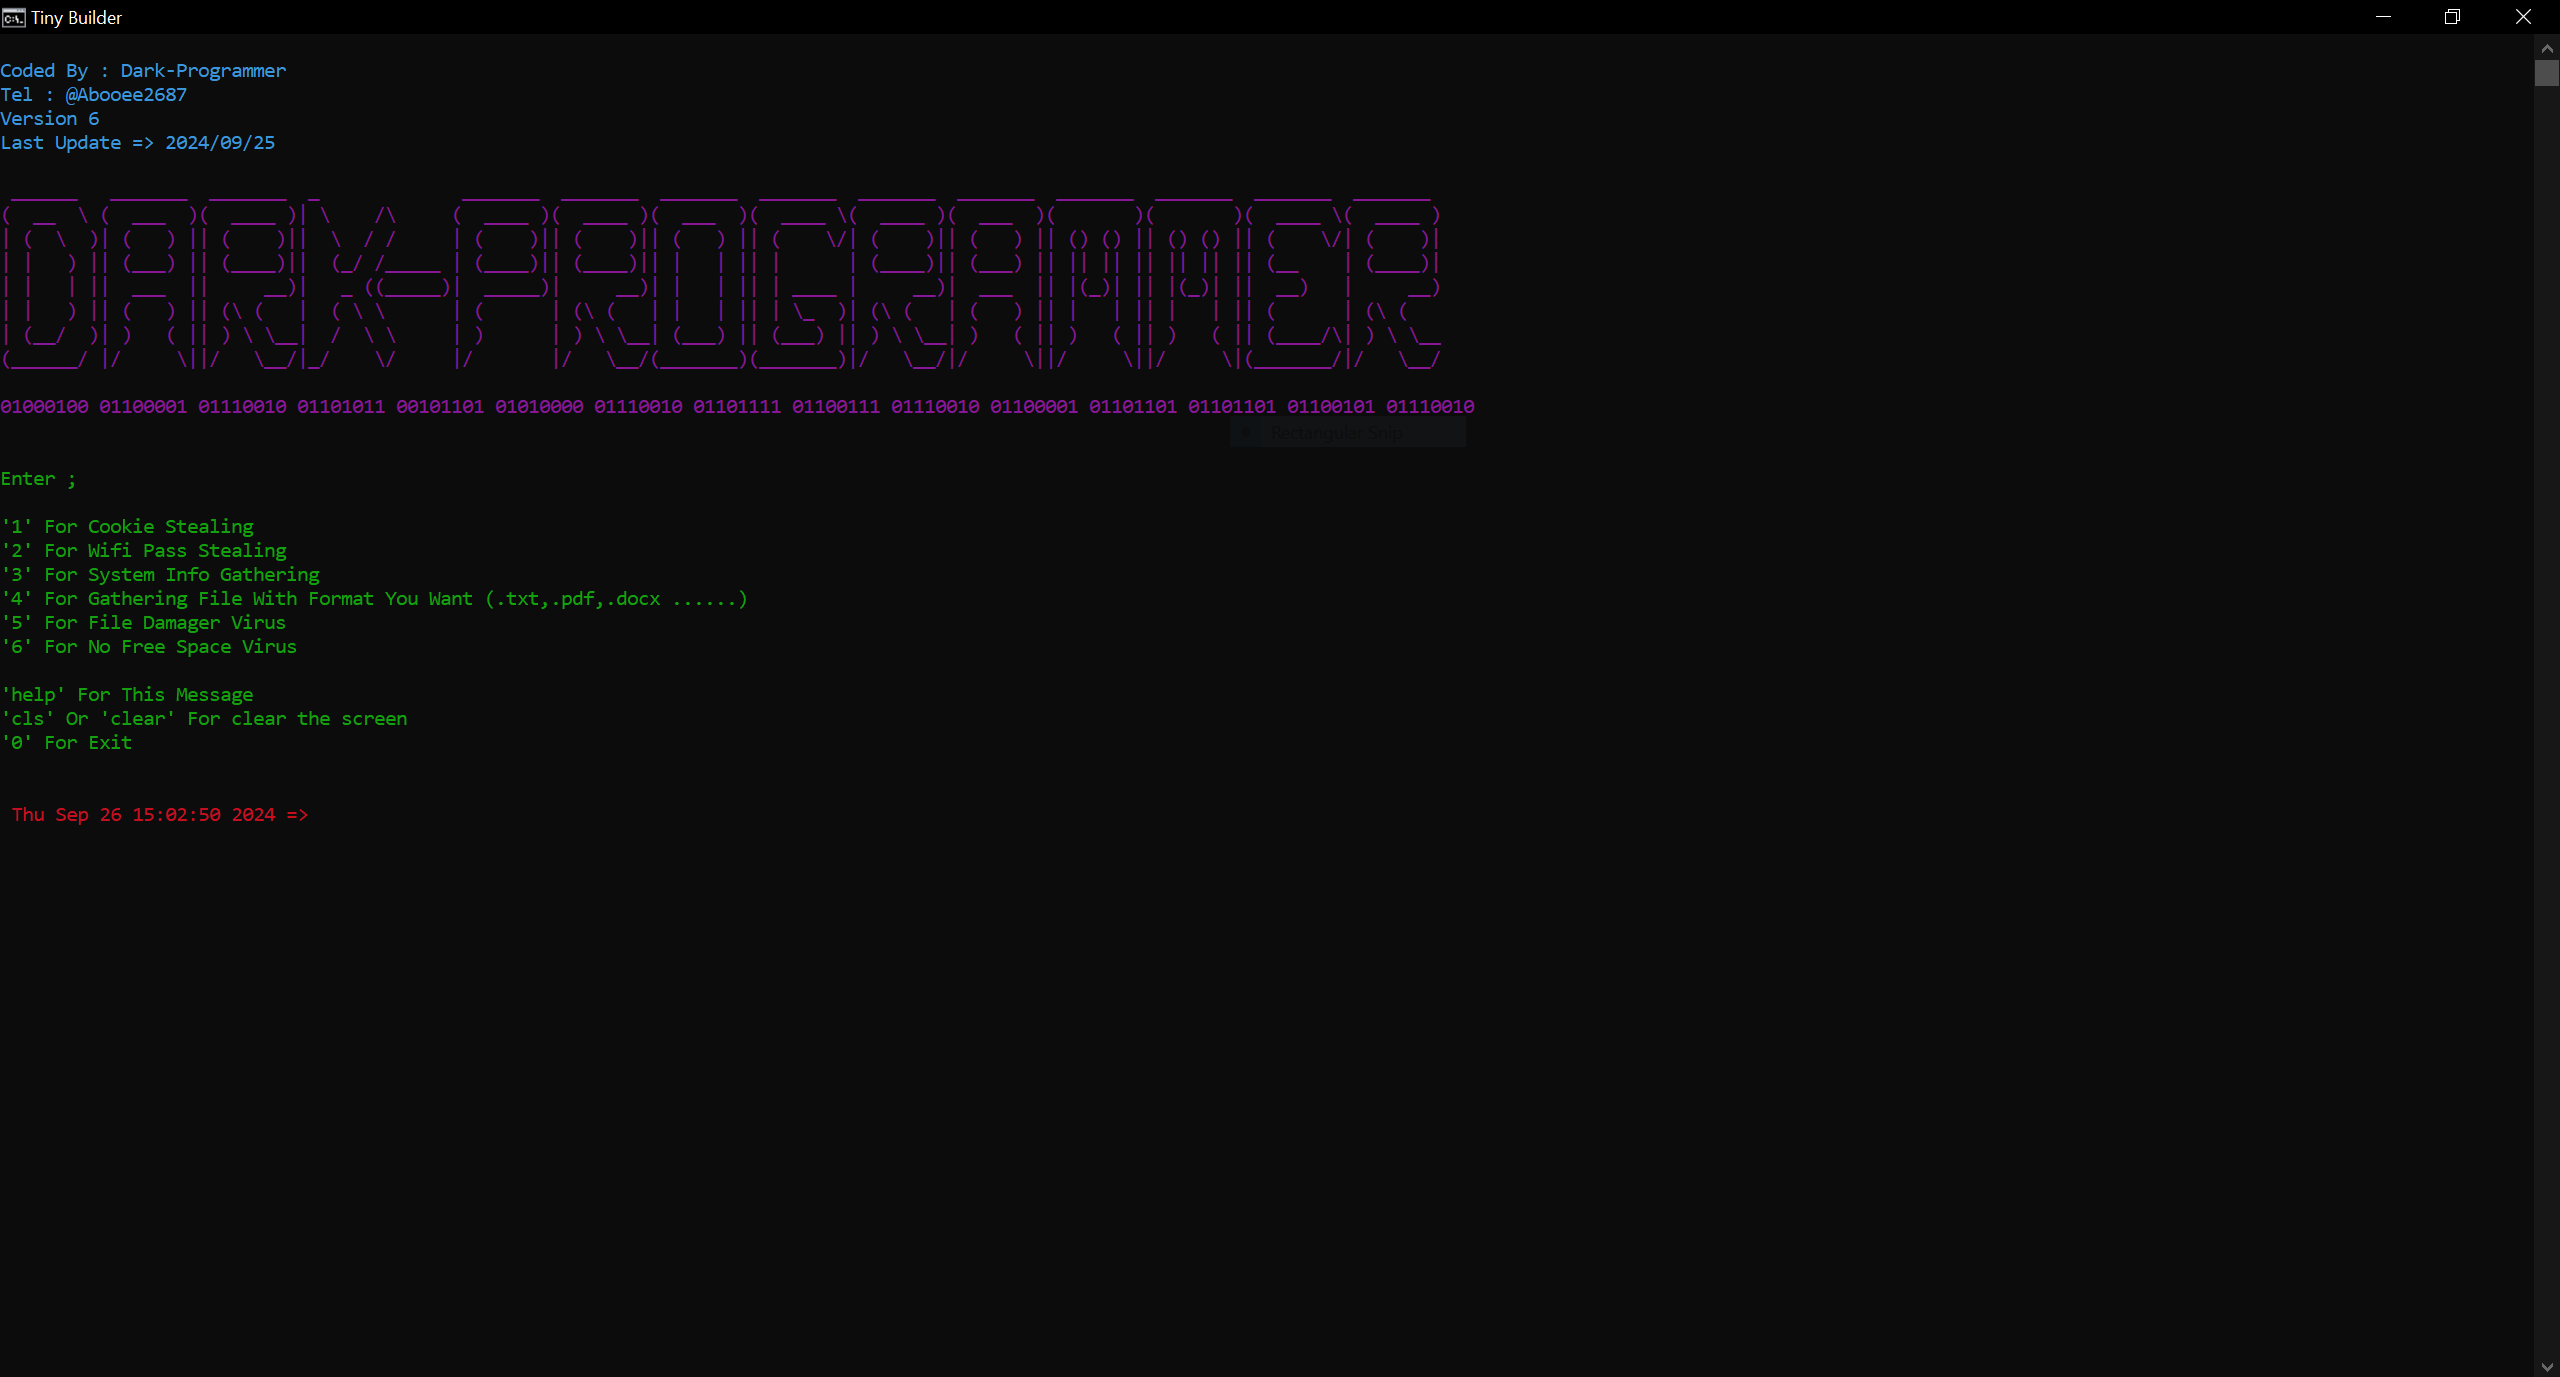 Tiny Builder
Coded By : Dark-Programmer
Tel : @Abooee2687
Version 6
Last Update => 2024/09/25
DARK-PROGRAMMER
01000100 01100001 01110010 01101011 00101101 01010000 01110010 01101111 01100111 01110010 01100001 01101101 01101101 01100101 01110010
Rectangular Snip
Enter ;
'1' For Cookie Stealing
'2' For Wifi Pass Stealing
'3' For System Info Gathering
'4' For Gathering File With Format You Want (.txt,.pdf,.docx ......)
'5' For File Damager Virus
'6' For No Free Space Virus
'help' For This Message
'cls' Or 'clear' For clear the screen
'0' For Exit
Thu Sep 26 15:02:50 2024 =>